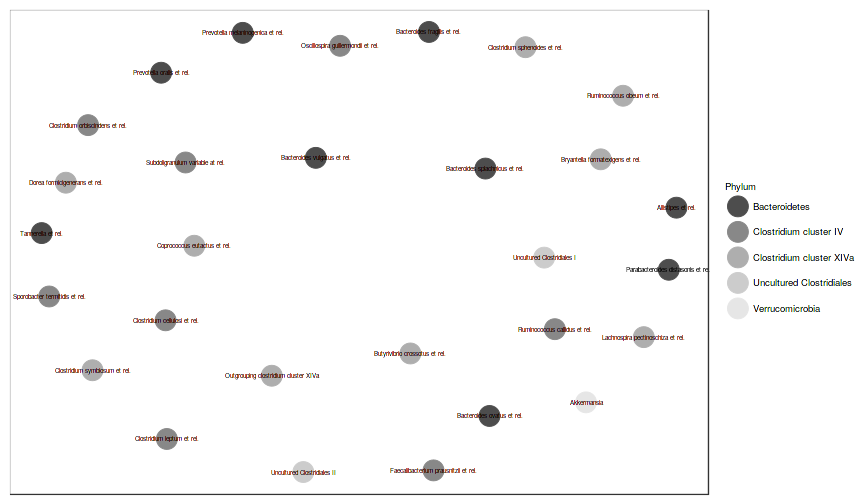 Prevotella melaninogenica et rel.
Bacteroides fragilis et rel.
Oscillospira guillermondii et rel.
Clostridium sphenoides et rel.
Prevotella oralis et rel.
Ruminococcus obeum et rel.
Clostridium orbiscindens et rel.
Subdoligranulum variable at rel.
Bacteroides vulgatus et rel.
Bacteroides splachnicus et rel.
Bryantella formatexigens et rel.
Dorea formicigenerans et rel.
Alistipes et rel.
Tannerella et rel.
Coprococcus eutactus et rel.
Uncultured Clostridiales I
Parabacteroides distasonis et rel.
Sporobacter termitidis et rel.
Clostridium cellulosi et rel.
Ruminococcus callidus et rel.
Lachnospira pectinoschiza et rel.
Butyrivibrio crossotus et rel.
Clostridium symbiosum et rel.
Outgrouping clostridium cluster XIVa
Akkermansia
Bacteroides ovatus et rel.
Clostridium leptum et rel.
Uncultured Clostridiales II
Faecalibacterium prausnitzii et rel.
Phylum
Bacteroidetes
Clostridium cluster IV
Clostridium cluster XIVa
Uncultured Clostridiales
Verrucomicrobia